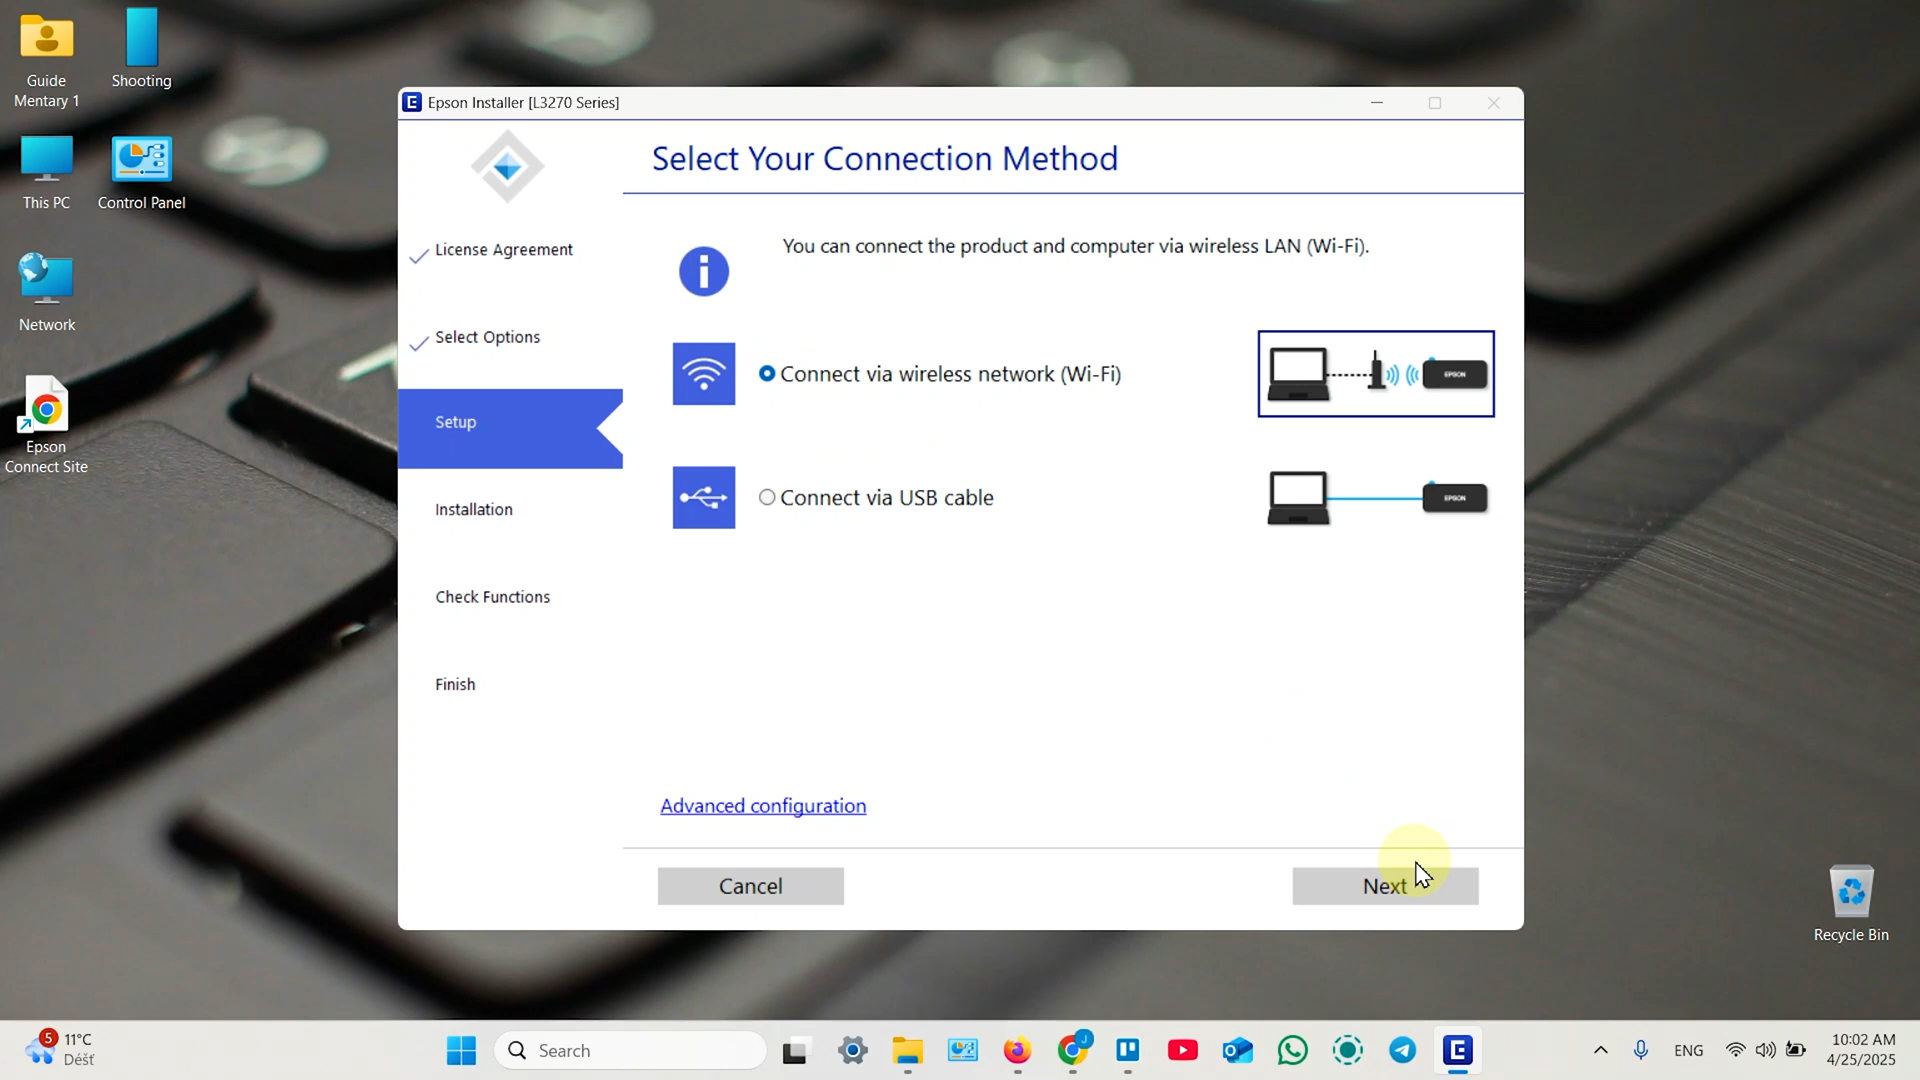 Guide
Mentary 1
Shooting
This PC
Control Panel
Network
Epson
Connect Site
E
Epson Installer [L3270 Series]
Select Your Connection Method
License Agreement
Select Options
Setup
Installation
Check Functions
Finish
i
You can connect the product and computer via wireless LAN (Wi-Fi).
Connect via wireless network (Wi-Fi)
EPSON
Connect via USB cable
EPSON
Advanced configuration
Cancel
Next
Recycle Bin
5
11°C
Déšť
Search
J
E
ENG
10:02 AM
4/25/2025